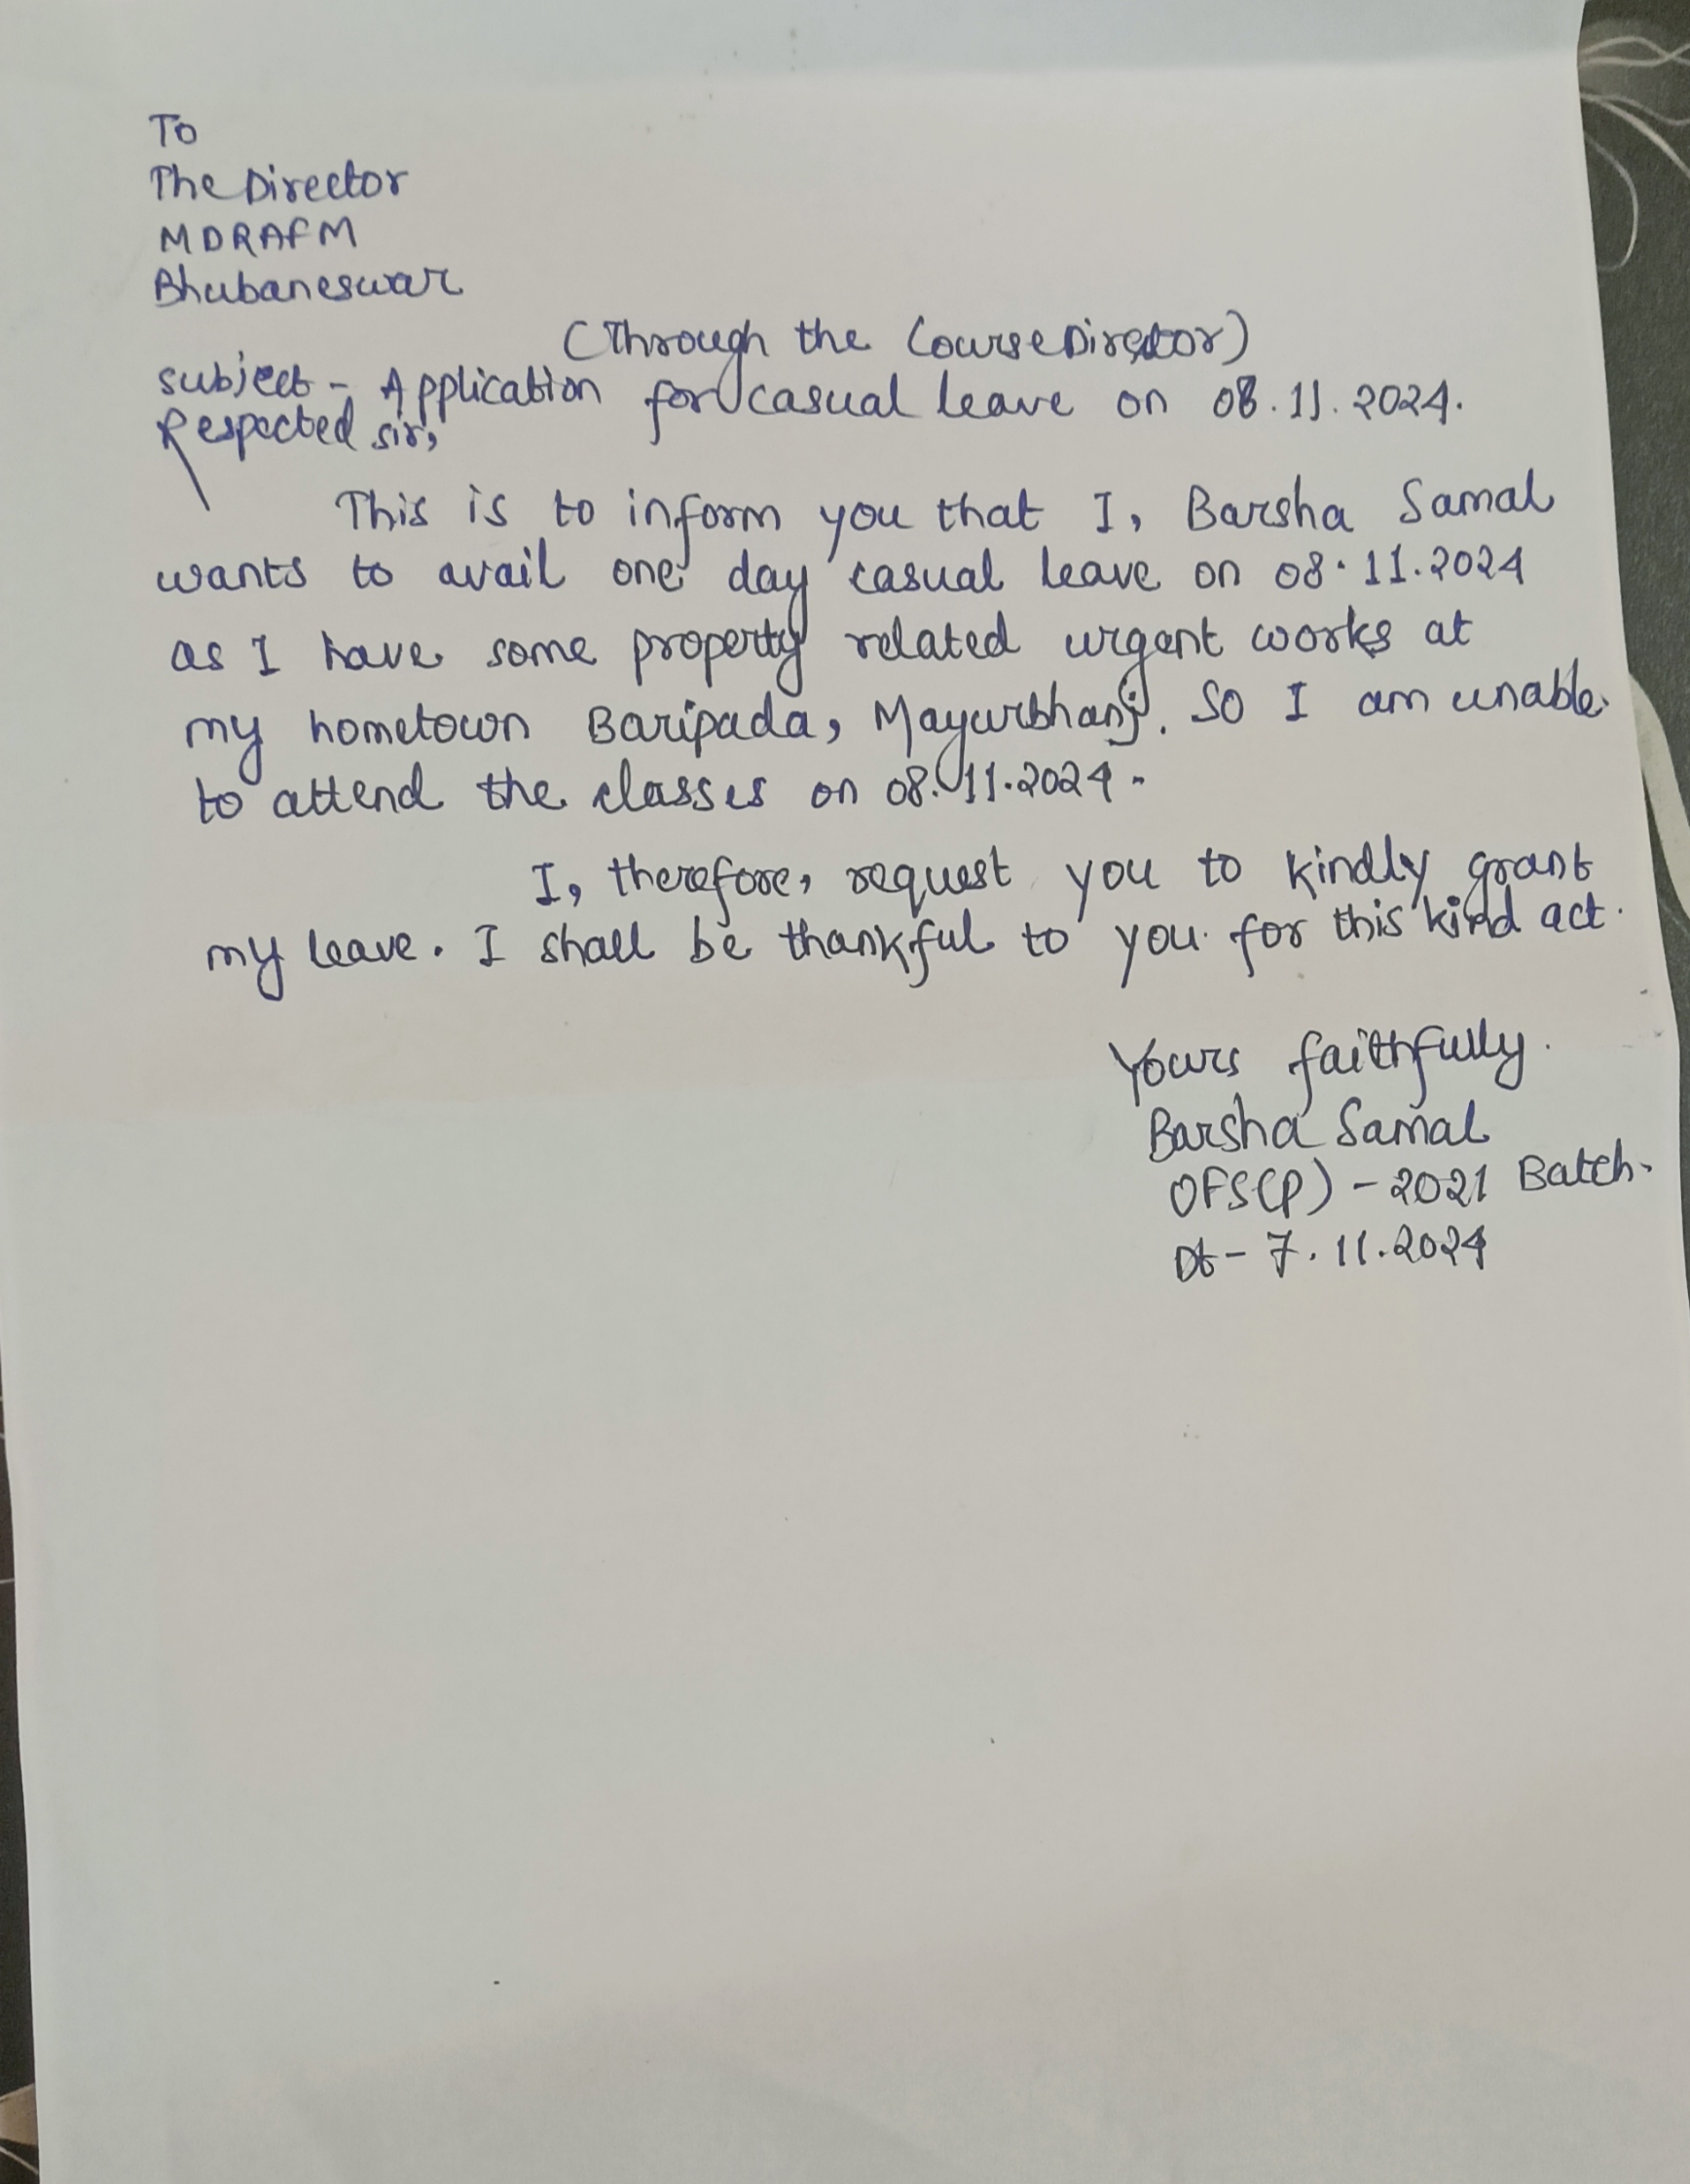 To
The Director
MDRAFM
Bhubaneswar
(Through the Course Director)
subject - Application for casual leave on 08.11.2024.
Respected sir,
This is to inform you that I, Barsha Samal
wants to avail one day casual leave on 08.11.2024
as I have some property related urgent works at
my hometown Baripada, Mayurbhanj. So I am unable
to attend the classes on 08.11.2024.
I, therefore, request you to kindly grant
my leave. I shall be thankful to you for this kind act.
Yours faithfully.
Barsha Samal
OFS(P) - 2021 Batch.
Dt - 7.11.2024